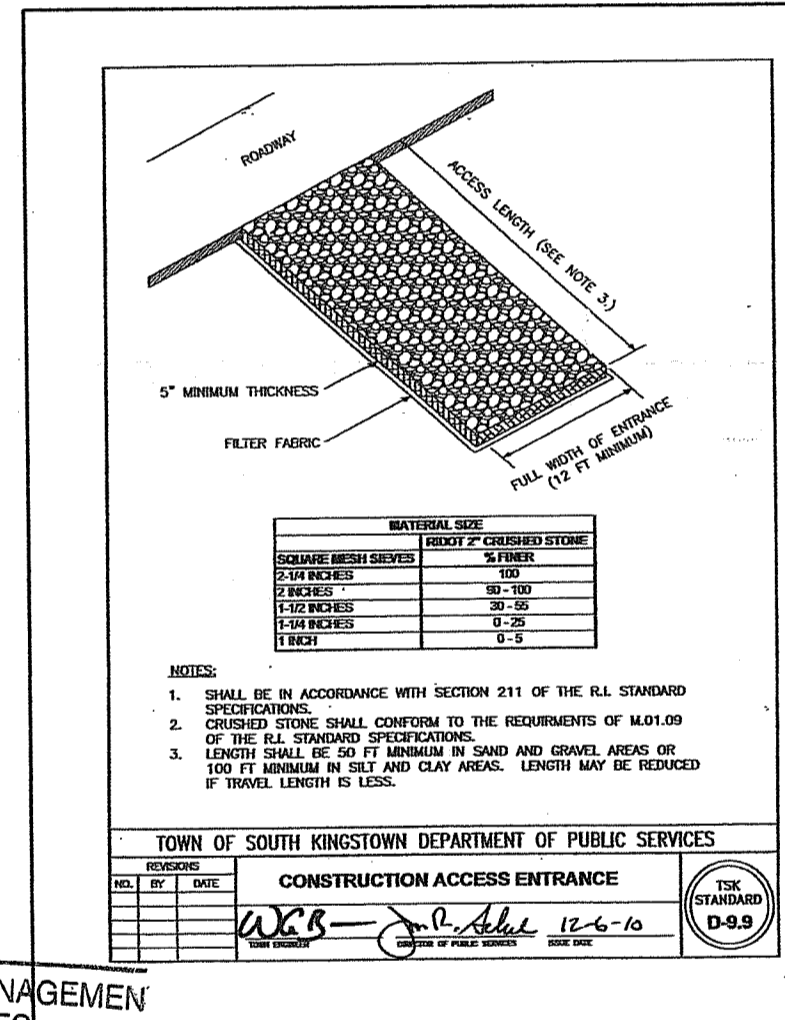 ROADWAY
ACCESS LENGTH (SEE NOTE 3.)
5" MINIMUM THICKNESS
FILTER FABRIC
FULL WIDTH OF ENTRANCE
(12 FT MINIMUM)
MATERIAL SIZE
RIDOT 2" CRUSHED STONE
SQUARE MESH SIEVES % FINER
2-1/4 INCHES 100
2 INCHES 90 - 100
1-1/2 INCHES 30 - 55
1-1/4 INCHES 0 - 25
1 INCH 0 - 5
NOTES:
1. SHALL BE IN ACCORDANCE WITH SECTION 211 OF THE R.I. STANDARD
SPECIFICATIONS.
2. CRUSHED STONE SHALL CONFORM TO THE REQUIRMENTS OF M.01.09
OF THE R.I. STANDARD SPECIFICATIONS.
3. LENGTH SHALL BE 50 FT MINIMUM IN SAND AND GRAVEL AREAS OR
100 FT MINIMUM IN SILT AND CLAY AREAS. LENGTH MAY BE REDUCED
IF TRAVEL LENGTH IS LESS.
TOWN OF SOUTH KINGSTOWN DEPARTMENT OF PUBLIC SERVICES
REVISIONS
NO. BY DATE
CONSTRUCTION ACCESS ENTRANCE
WGB 12-6-10
TOWN ENGINEER DIRECTOR OF PUBLIC SERVICES ISSUE DATE
TSK
STANDARD
D-9.9
NAGEMEN